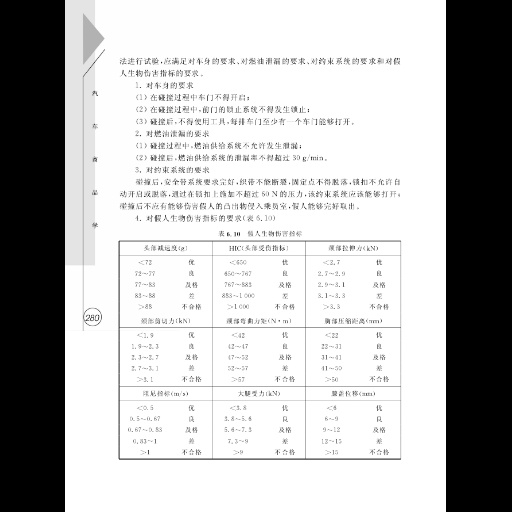 法进行试验,应满足对车身的要求、对燃油泄漏的要求、对约束系统的要求和对假
人生物伤害指标的要求。
1. 对车身的要求
(1) 在碰撞过程中车门不得开启;
(2) 在碰撞过程中,前门的锁止系统不得发生锁止;
(3) 碰撞后,不得使用工具,每排车门至少有一个车门能够打开。
2. 对燃油泄漏的要求
(1) 碰撞过程中,燃油供给系统不允许发生泄漏;
(2) 碰撞后,燃油供给系统的泄漏率不得超过 30 g/min。
3. 对约束系统的要求
碰撞后,安全带系统要求完好,织带不能断裂,固定点不得脱落,锁扣不允许自
动开启或脱落,通过在锁扣上施加不超过 60 N 的压力,该约束系统应该能够打开;
碰撞后不应有能够伤害假人的凸出物侵入乘员室,假人能够完好取出。
4. 对假人生物伤害指标的要求(表 6.10)
表 6.10 假人生物伤害指标
头部减速度(g) HIC(头部受伤指标) 颈部拉伸力(kN)
<72 优 <650 优 <2.7 优
72~77 良 650~767 良 2.7~2.9 良
77~83 及格 767~883 及格 2.9~3.1 及格
83~88 差 883~1 000 差 3.1~3.3 差
>88 不合格 >1 000 不合格 >3.3 不合格
颈部剪切力(kN) 颈部弯曲力矩(N·m) 胸部压缩距离(mm)
<1.9 优 <42 优 <22 优
1.9~2.3 良 42~47 良 22~31 良
2.3~2.7 及格 47~52 及格 31~41 及格
2.7~3.1 差 52~57 差 41~50 差
>3.1 不合格 >57 不合格 >50 不合格
阻尼指标(m/s) 大腿受力(kN) 膝盖位移(mm)
<0.5 优 <3.8 优 <6 优
0.5~0.67 良 3.8~5.6 良 6~9 良
0.67~0.83 及格 5.6~7.3 及格 9~12 及格
0.83~1 差 7.3~9 差 12~15 差
>1 不合格 >9 不合格 >15 不合格
汽
车
商
品
学
280